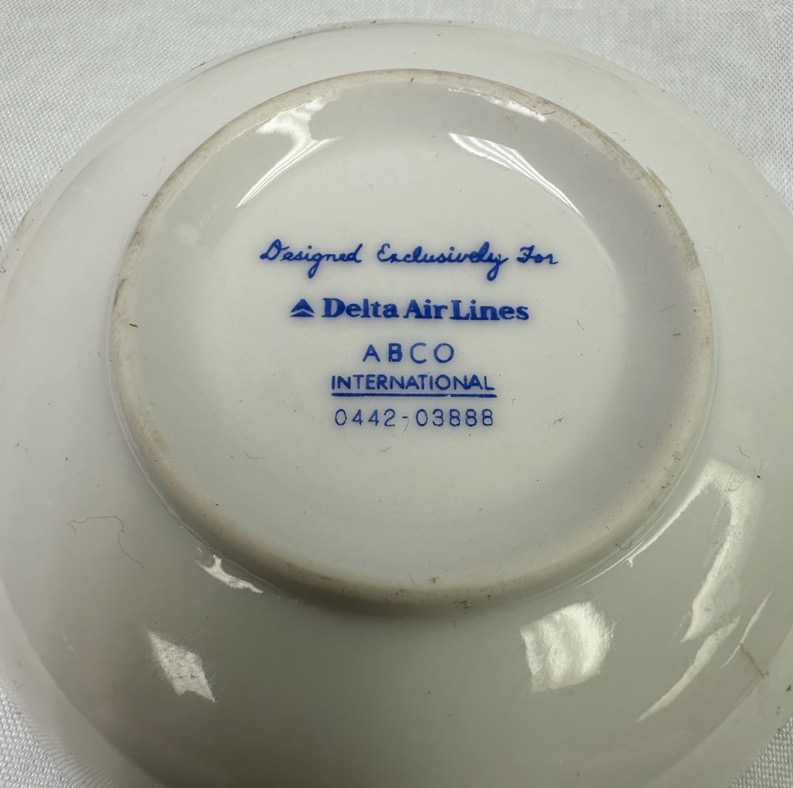 Designed Exclusively For
Delta Air Lines
ABCO
INTERNATIONAL
0442-03888